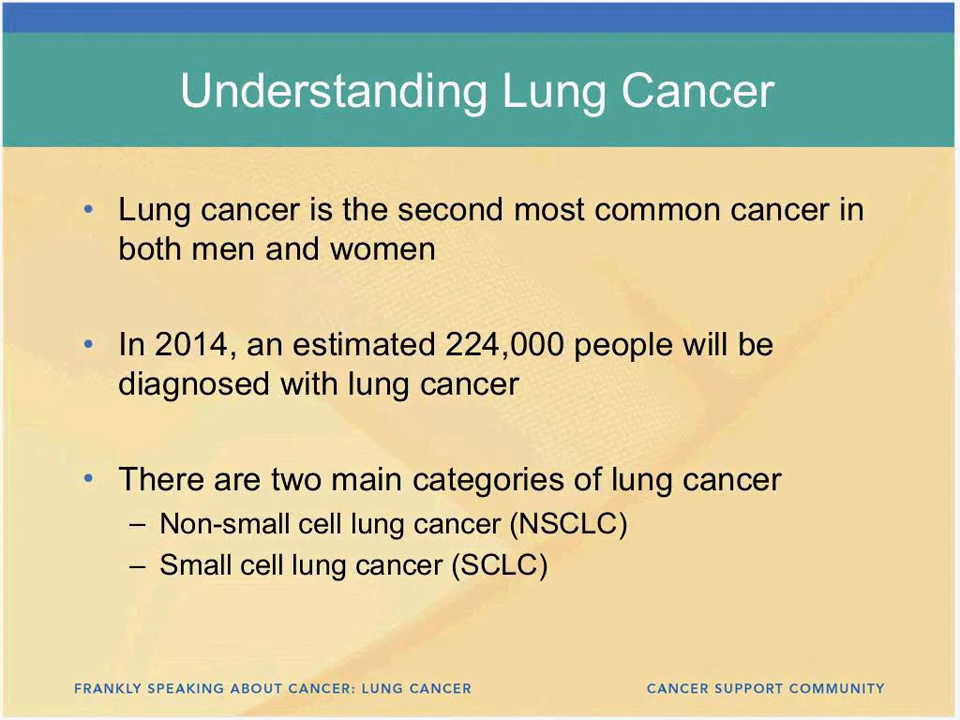 Understanding Lung Cancer
• Lung cancer is the second most common cancer in
both men and women
• In 2014, an estimated 224,000 people will be
diagnosed with lung cancer
• There are two main categories of lung cancer
– Non-small cell lung cancer (NSCLC)
– Small cell lung cancer (SCLC)
FRANKLY SPEAKING ABOUT CANCER: LUNG CANCER
CANCER SUPPORT COMMUNITY